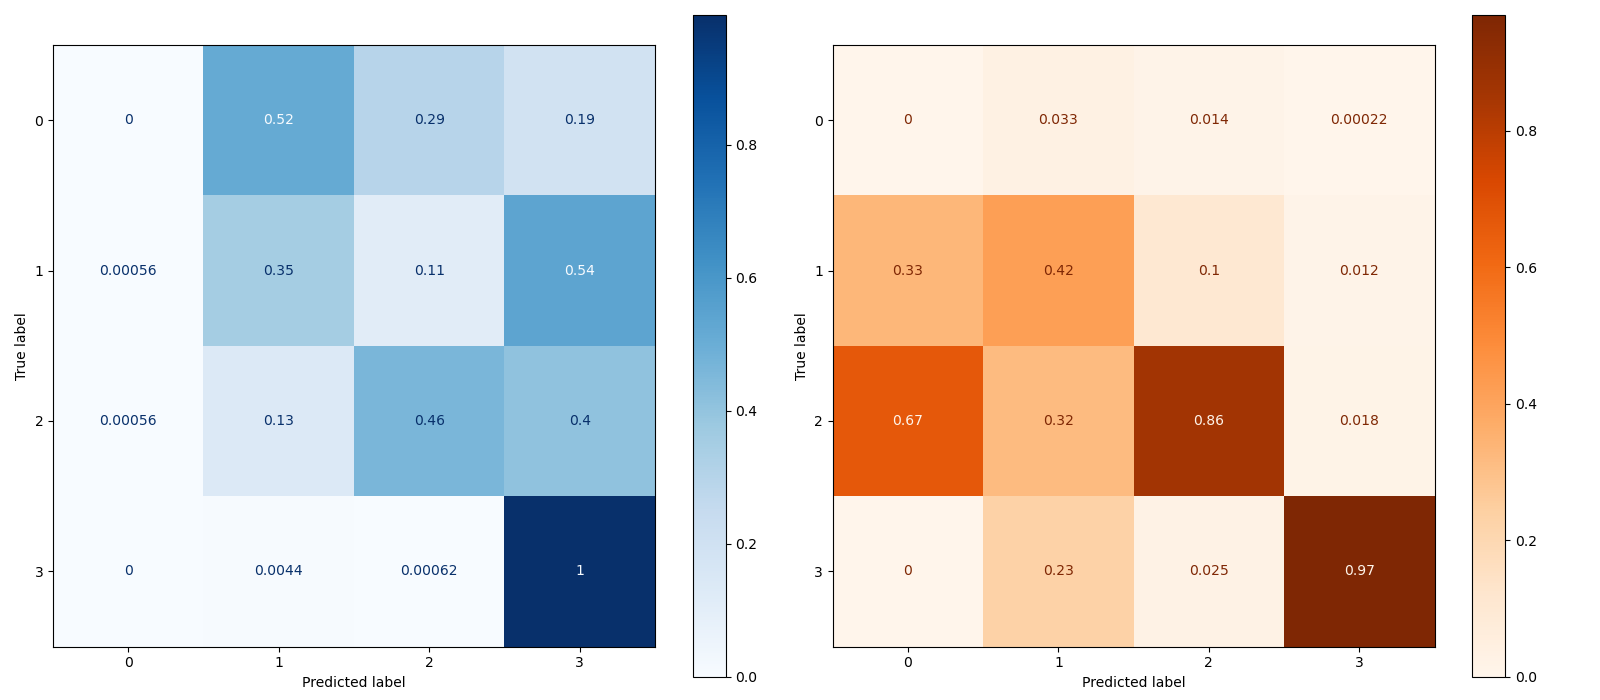 0 0 0.52 0.29 0.19
1 0.00056 0.35 0.11 0.54
2 0.00056 0.13 0.46 0.4
3 0 0.0044 0.00062 1
0 1 2 3
True label
Predicted label
0.8
0.6
0.4
0.2
0.0
0 0 0.033 0.014 0.00022
1 0.33 0.42 0.1 0.012
2 0.67 0.32 0.86 0.018
3 0 0.23 0.025 0.97
0 1 2 3
True label
Predicted label
0.8
0.6
0.4
0.2
0.0